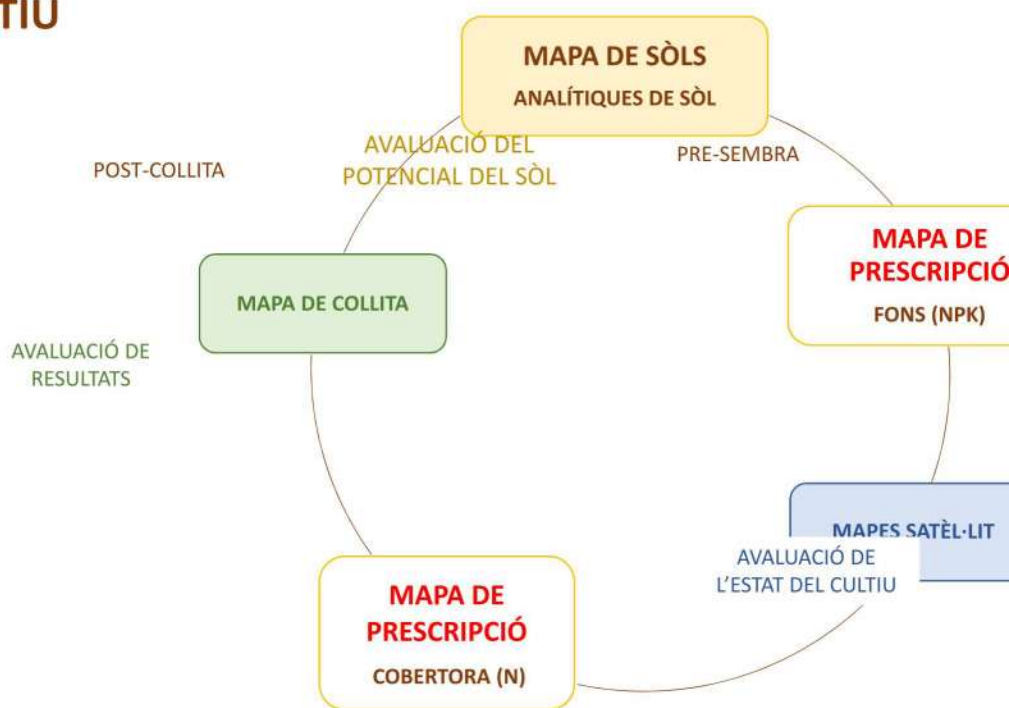 TIU
MAPA DE SÒLS
ANALÍTIQUES DE SÒL
AVALUACIÓ DEL
POTENCIAL DEL SÒL
PRE-SEMBRA
POST-COLLITA
MAPA DE
PRESCRIPCIÓ
FONS (NPK)
MAPA DE COLLITA
AVALUACIÓ DE
RESULTATS
MAPES SATÈL·LIT
AVALUACIÓ DE
L'ESTAT DEL CULTIU
MAPA DE
PRESCRIPCIÓ
COBERTORA (N)